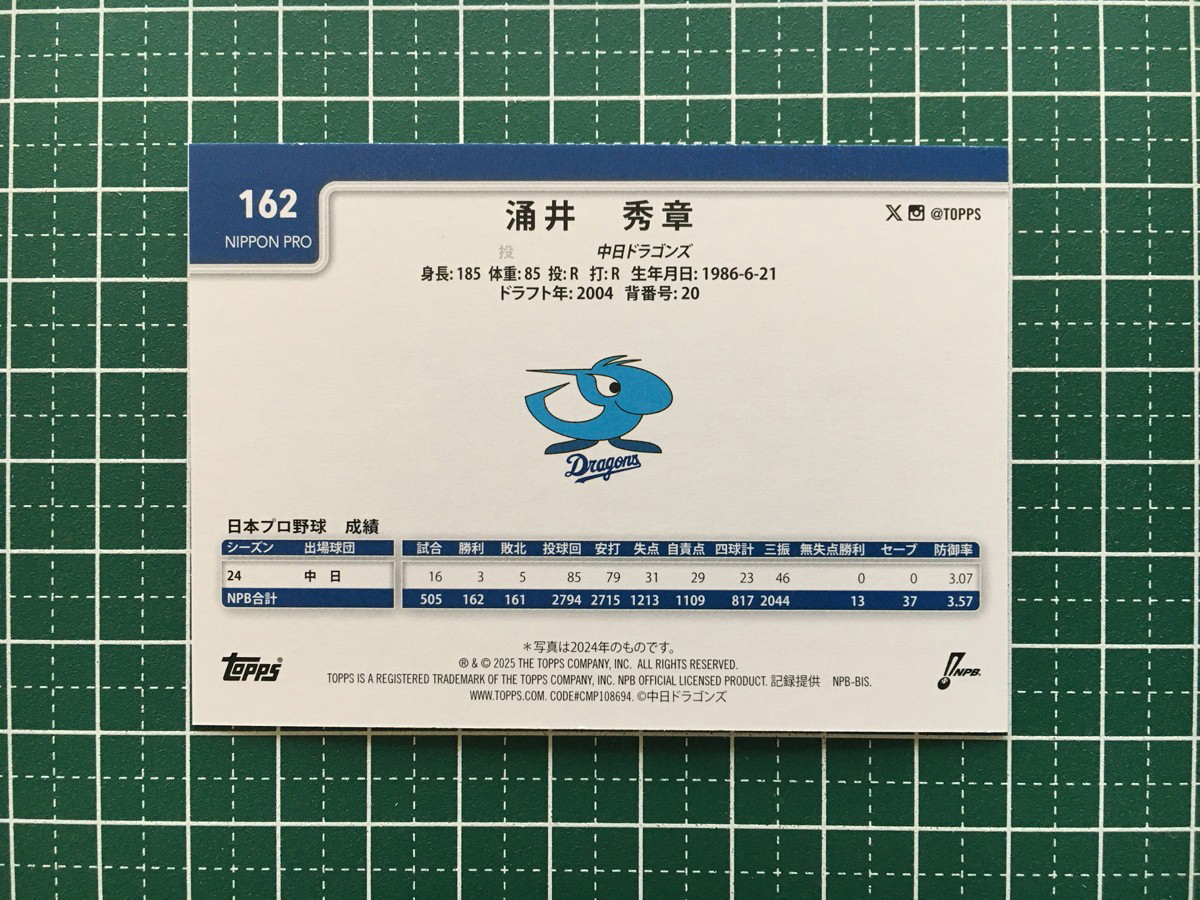 162
NIPPON PRO
涌井 秀章
@TOPPS
投 中日ドラゴンズ
身長: 185 体重: 85 投: R 打: R 生年月日: 1986-6-21
ドラフト年: 2004 背番号: 20
Dragons
日本プロ野球 成績
シーズン 出場球団 試合 勝利 敗北 投球回 安打 失点 自責点 四球計 三振 無失点勝利 セーブ 防御率
24 中 日 16 3 5 85 79 31 29 23 46 0 0 3.07
NPB合計 505 162 161 2794 2715 1213 1109 817 2044 13 37 3.57
*写真は2024年のものです。
® & © 2025 THE TOPPS COMPANY, INC. ALL RIGHTS RESERVED.
TOPPS IS A REGISTERED TRADEMARK OF THE TOPPS COMPANY, INC. NPB OFFICIAL LICENSED PRODUCT. 記録提供 NPB-BIS.
WWW.TOPPS.COM. CODE#CMP108694. ©中日ドラゴンズ
topps®
NPB.